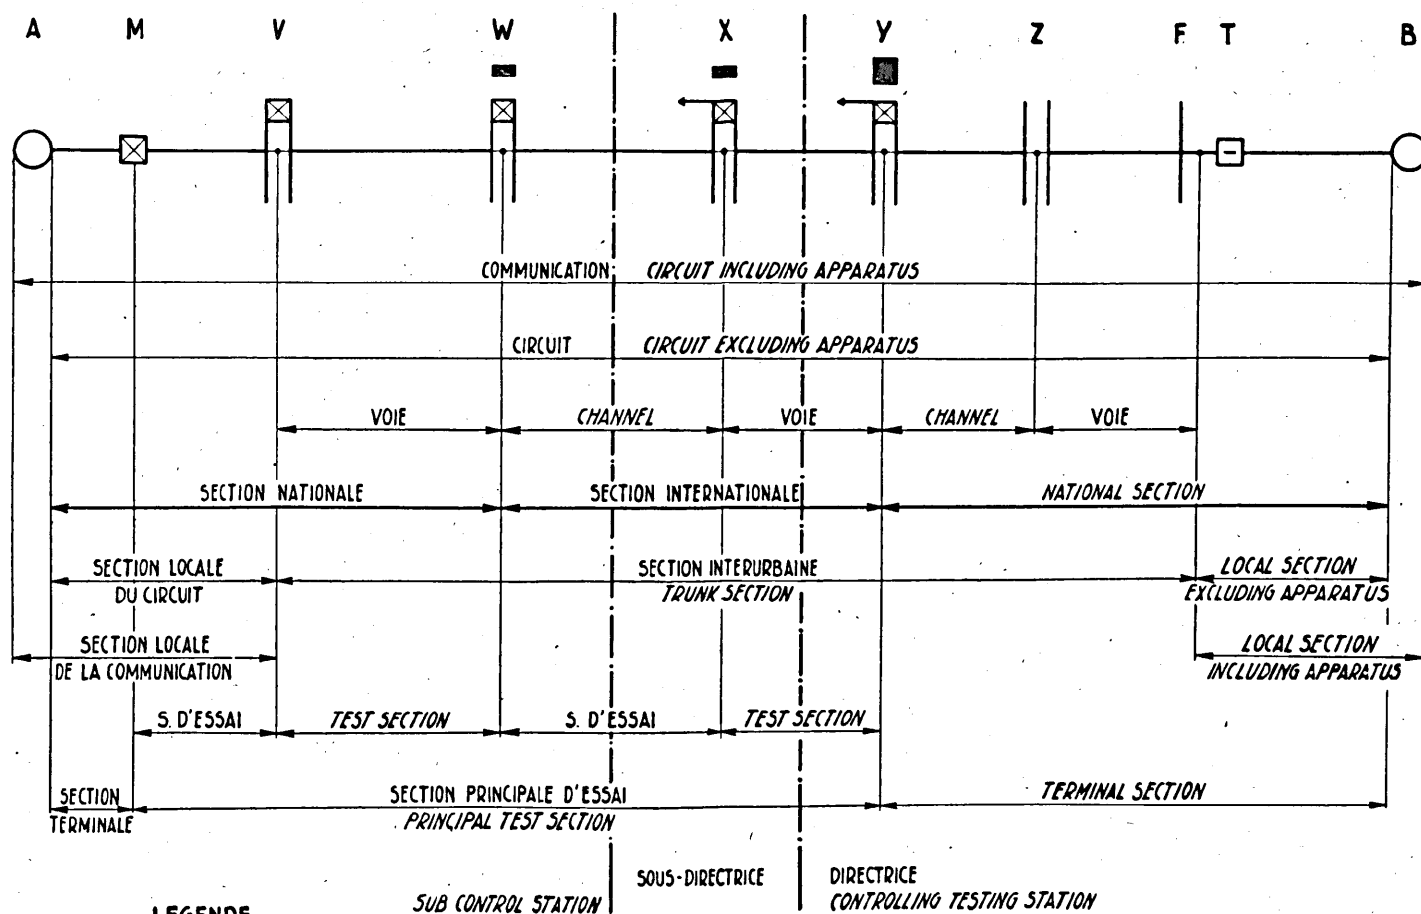 A M V W X Y Z F T B
COMMUNICATION CIRCUIT INCLUDING APPARATUS
CIRCUIT CIRCUIT EXCLUDING APPARATUS
VOIE CHANNEL VOIE CHANNEL VOIE
SECTION NATIONALE SECTION INTERNATIONALE NATIONAL SECTION
SECTION LOCALE SECTION INTERURBAINE LOCAL SECTION
DU CIRCUIT TRUNK SECTION EXCLUDING APPARATUS
SECTION LOCALE LOCAL SECTION
DE LA COMMUNICATION INCLUDING APPARATUS
S. D'ESSAI TEST SECTION S. D'ESSAI TEST SECTION
SECTION SECTION PRINCIPALE D'ESSAI TERMINAL SECTION
TERMINALE PRINCIPAL TEST SECTION
SOUS-DIRECTRICE DIRECTRICE
LEGENDE SUB CONTROL STATION CONTROLLING TESTING STATION